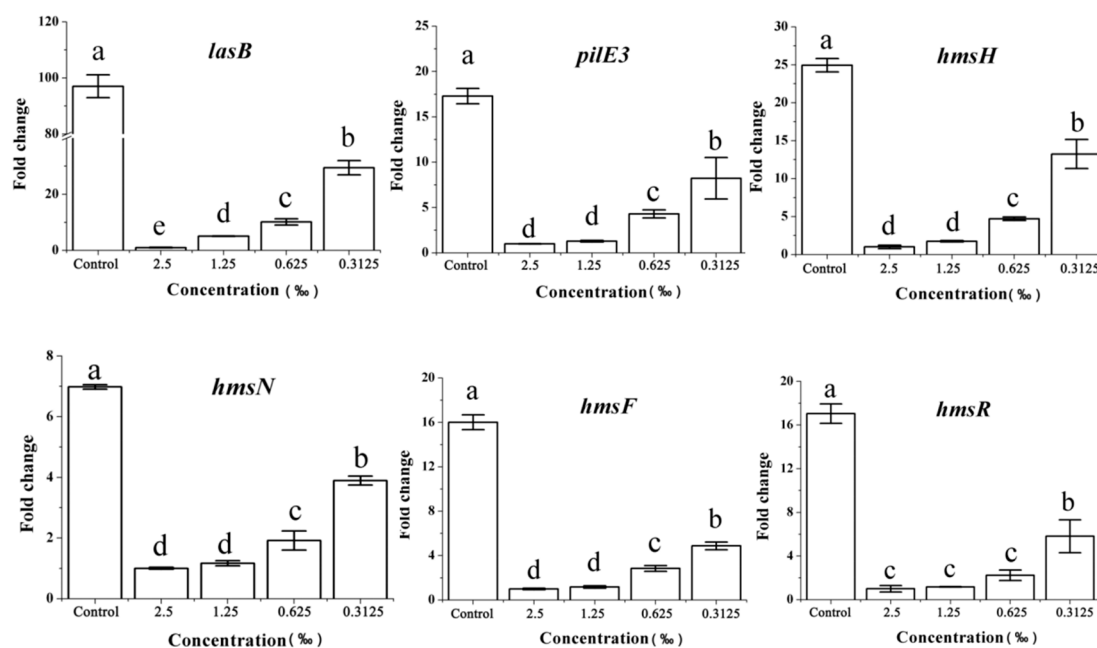 lasB
Fold change
120
100
80
20
0
a
e
d
c
b
Control
2.5
1.25
0.625
0.3125
Concentration(‰)
pilE3
Fold change
25
20
15
10
5
0
a
d
d
c
b
Control
2.5
1.25
0.625
0.3125
Concentration(‰)
hmsH
Fold change
30
25
20
15
10
5
0
a
d
d
c
b
Control
2.5
1.25
0.625
0.3125
Concentration(‰)
hmsN
Fold change
8
6
4
2
0
a
d
d
c
b
Control
2.5
1.25
0.625
0.3125
Concentration(‰)
hmsF
Fold change
20
16
12
8
4
0
a
d
d
c
b
Control
2.5
1.25
0.625
0.3125
Concentration(‰)
hmsR
Fold change
20
16
12
8
4
0
a
c
c
c
b
Control
2.5
1.25
0.625
0.3125
Concentration(‰)